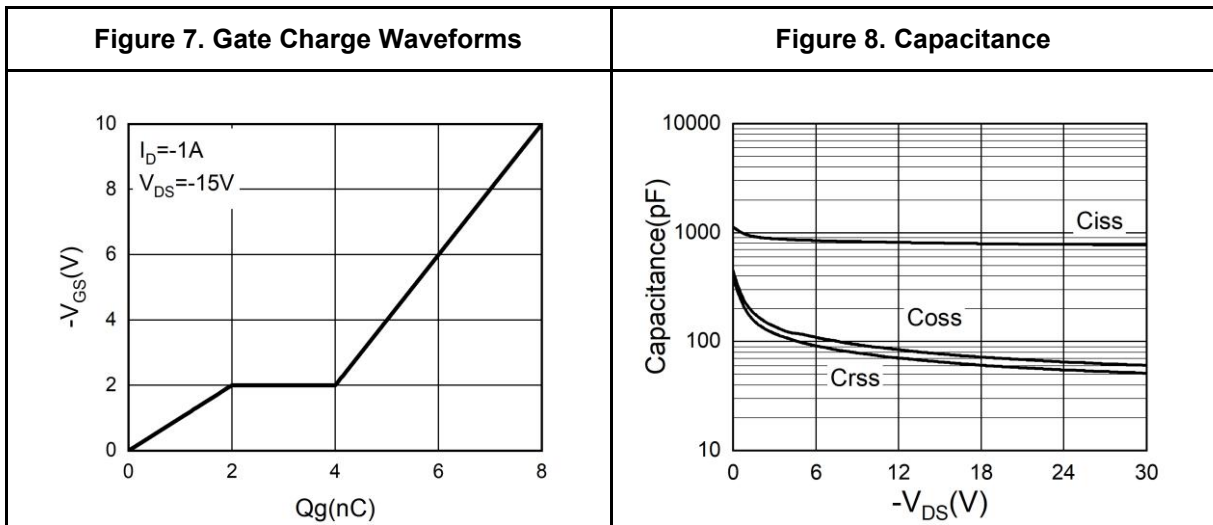 Figure 7. Gate Charge Waveforms
Figure 8. Capacitance
10
8
6
4
2
0
-V_GS(V)
I_D=-1A
V_DS=-15V
0 2 4 6 8
Qg(nC)
10000
1000
100
10
Capacitance(pF)
Ciss
Coss
Crss
0 6 12 18 24 30
-V_DS(V)